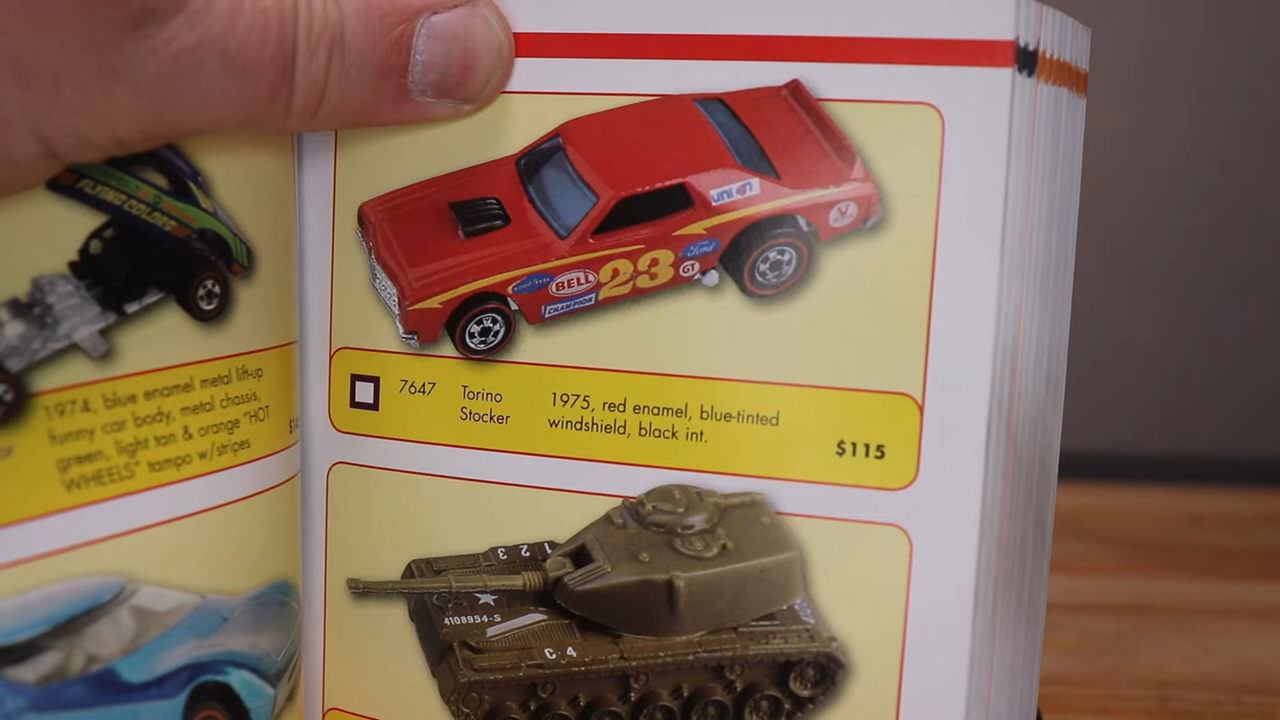 FLYING COLORS
1974, blue enamel metal lift-up
funny car body, metal chassis,
green, light tan & orange "HOT
WHEELS" tampo w/stripes
union
V
Ford
GT
23
BELL
CHAMPION
7647 Torino Stocker 1975, red enamel, blue-tinted
windshield, black int.
$115
1 2 3
4108954-S
C-4